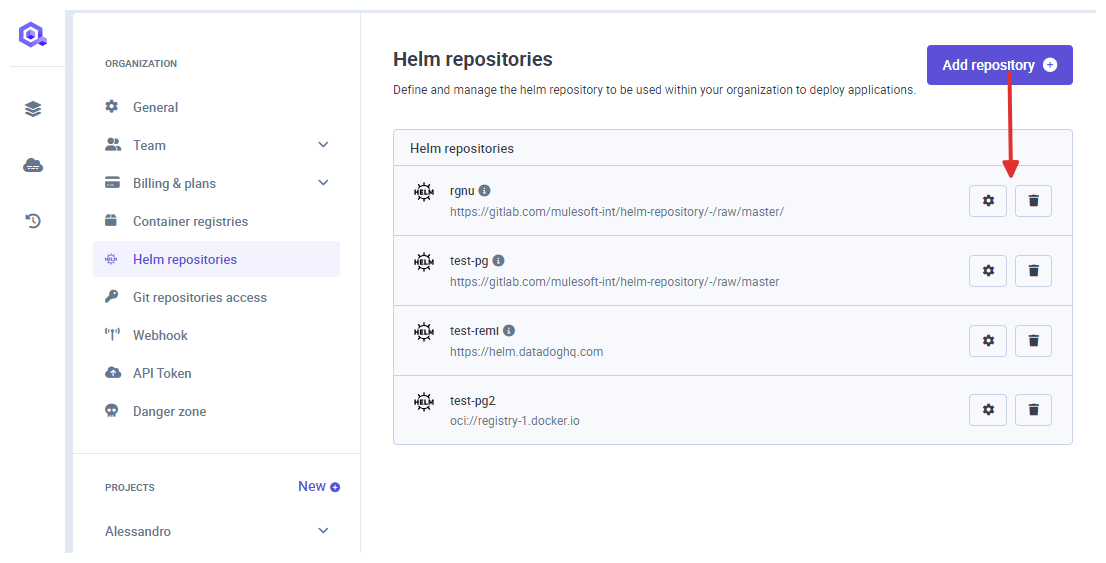 ORGANIZATION
General
Team
Billing & plans
Container registries
Helm repositories
Git repositories access
Webhook
API Token
Danger zone
PROJECTS
New
Alessandro
Helm repositories
Add repository
Define and manage the helm repository to be used within your organization to deploy applications.
Helm repositories
HELM
rgnu
https://gitlab.com/mulesoft-int/helm-repository/-/raw/master/
HELM
test-pg
https://gitlab.com/mulesoft-int/helm-repository/-/raw/master
HELM
test-remi
https://helm.datadoghq.com
HELM
test-pg2
oci://registry-1.docker.io